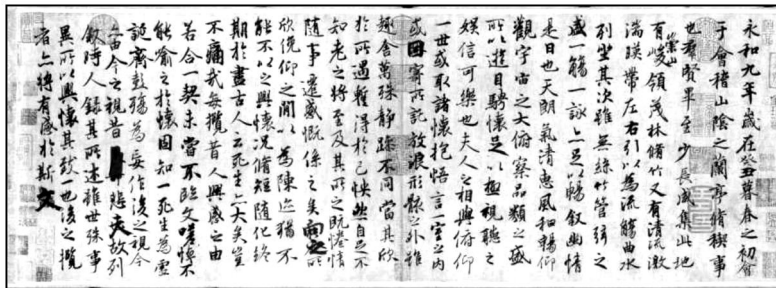 永和九年歲在癸丑暮春之初會
于會稽山陰之蘭亭脩稧事
也羣賢畢至少長咸集此地
有崇山峻領茂林脩竹又有清流激
湍暎帶左右引以為流觴曲水
列坐其次雖無絲竹管弦之
盛一觴一詠亦足以暢敘幽情
是日也天朗氣清惠風和暢仰
觀宇宙之大俯察品類之盛
所以遊目騁懷足以極視聽之
娛信可樂也夫人之相與俯仰
一世或取諸懷抱悟言一室之內
或因寄所託放浪形骸之外雖
趣舍萬殊靜躁不同當其欣
於所遇暫得於己怏然自足不
知老之將至及其所之既惓情
隨事遷感慨係之矣向之所
欣俛仰之閒以為陳迹猶不
能不以之興懷況脩短隨化終
期於盡古人云死生亦大矣豈
不痛哉每攬昔人興感之由
若合一契未嘗不臨文嗟悼不
能喻之於懷固知一死生為虛
誕齊彭殤為妄作後之視今
亦由今之視昔悲夫故列
敘時人錄其所述雖世殊事
異所以興懷其致一也後之攬
者亦將有感於斯文